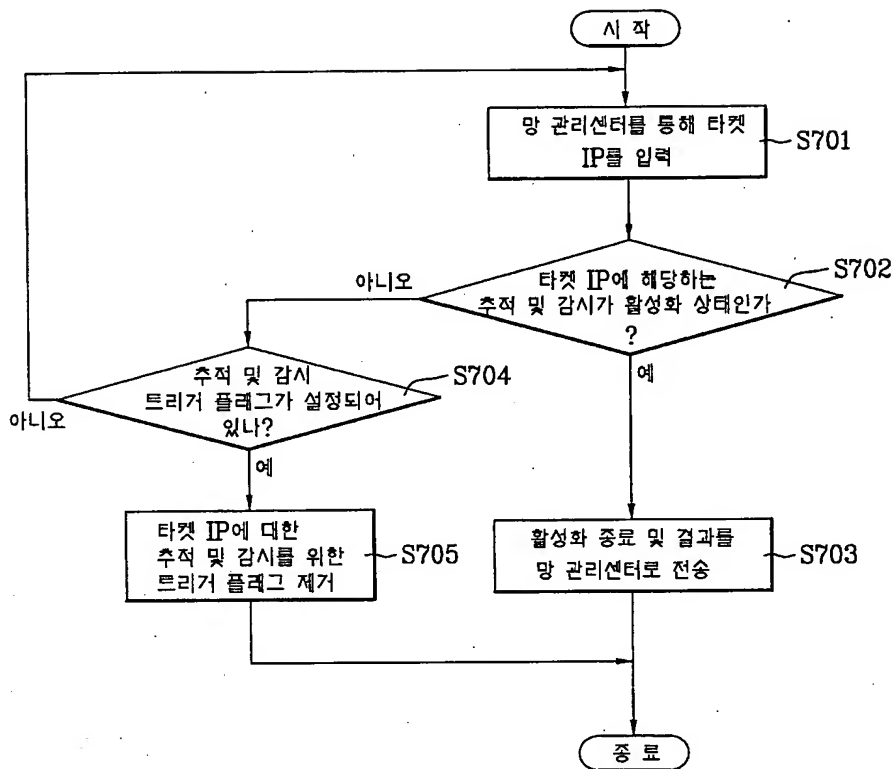 시 작
망 관리센터를 통해 타켓
IP를 입력
S701
타켓 IP에 해당하는
추적 및 감시가 활성화 상태인가
?
S702
아니오
예
추적 및 감시
트리거 플래그가 설정되어
있나?
S704
아니오
예
타켓 IP에 대한
추적 및 감시를 위한
트리거 플래그 제거
S705
활성화 종료 및 결과를
망 관리센터로 전송
S703
종 료